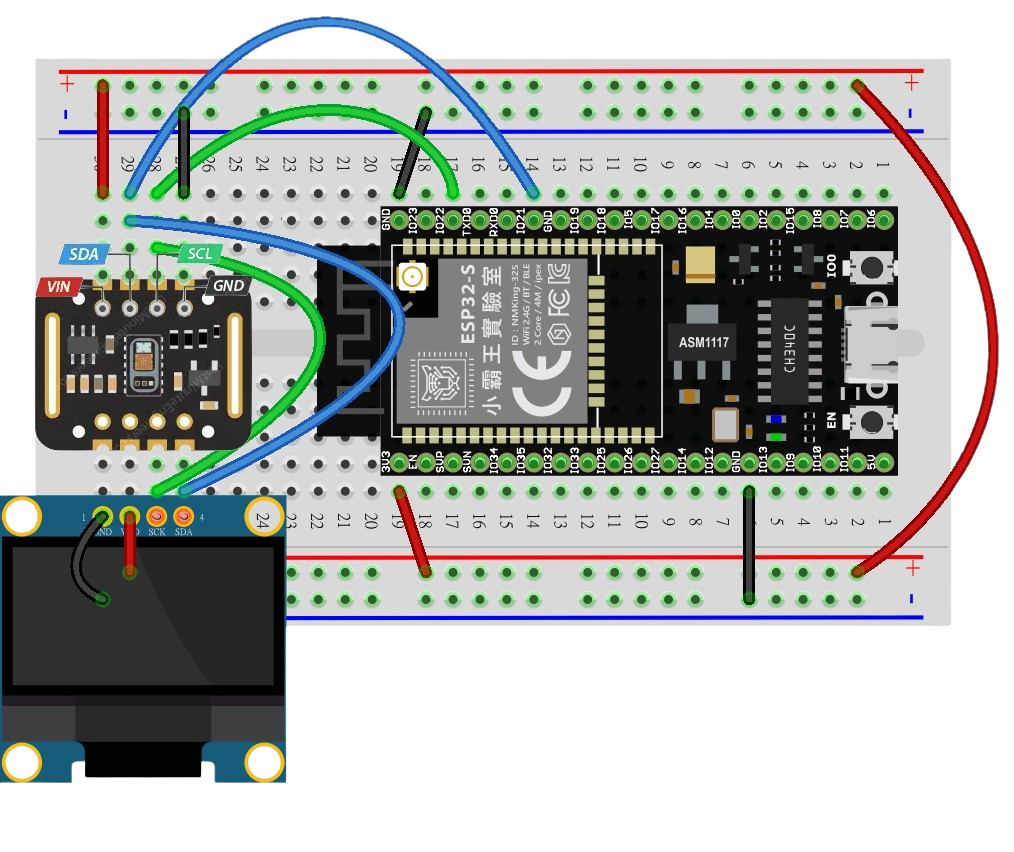 +
+
-
-
29 28 26 25 24 23 22 21 20 19 18 17 16 15 14 13 12 11 10 9 8 7 6 5 4 3 2 1
GND IO23 IO22 TXD0 RXD0 IO21 GND IO19 IO18 IO5 IO17 IO16 IO4 IO0 IO2 IO15 IO8 IO7 IO6
SDA
SCL
VIN
GND
ESP32-S
小霸王實驗室
ID : NMKing-32S
WiFi 2.4G / BT / BLE
2 Core / 4M / ipex
FC
CE
ASM1117
CH340C
IO0
EN
3V3 EN SUP SUN IO34 IO35 IO32 IO33 IO25 IO26 IO27 IO14 IO12 GND IO13 IO9 IO10 IO11 5V
1
4
SCK SDA
24 23 22 21 20 19 18 17 16 15 14 13 12 11 10 9 8 7 6 5 4 3 2 1
+
-